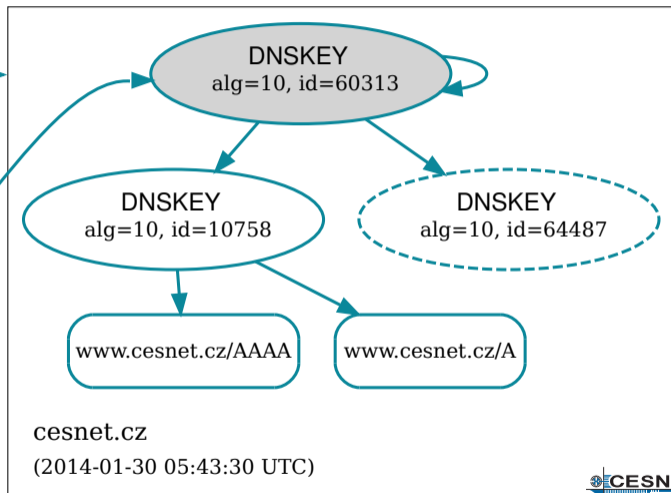 DNSKEY
alg=10, id=60313
DNSKEY
alg=10, id=10758
DNSKEY
alg=10, id=64487
www.cesnet.cz/AAAA
www.cesnet.cz/A
cesnet.cz
(2014-01-30 05:43:30 UTC)
CESN